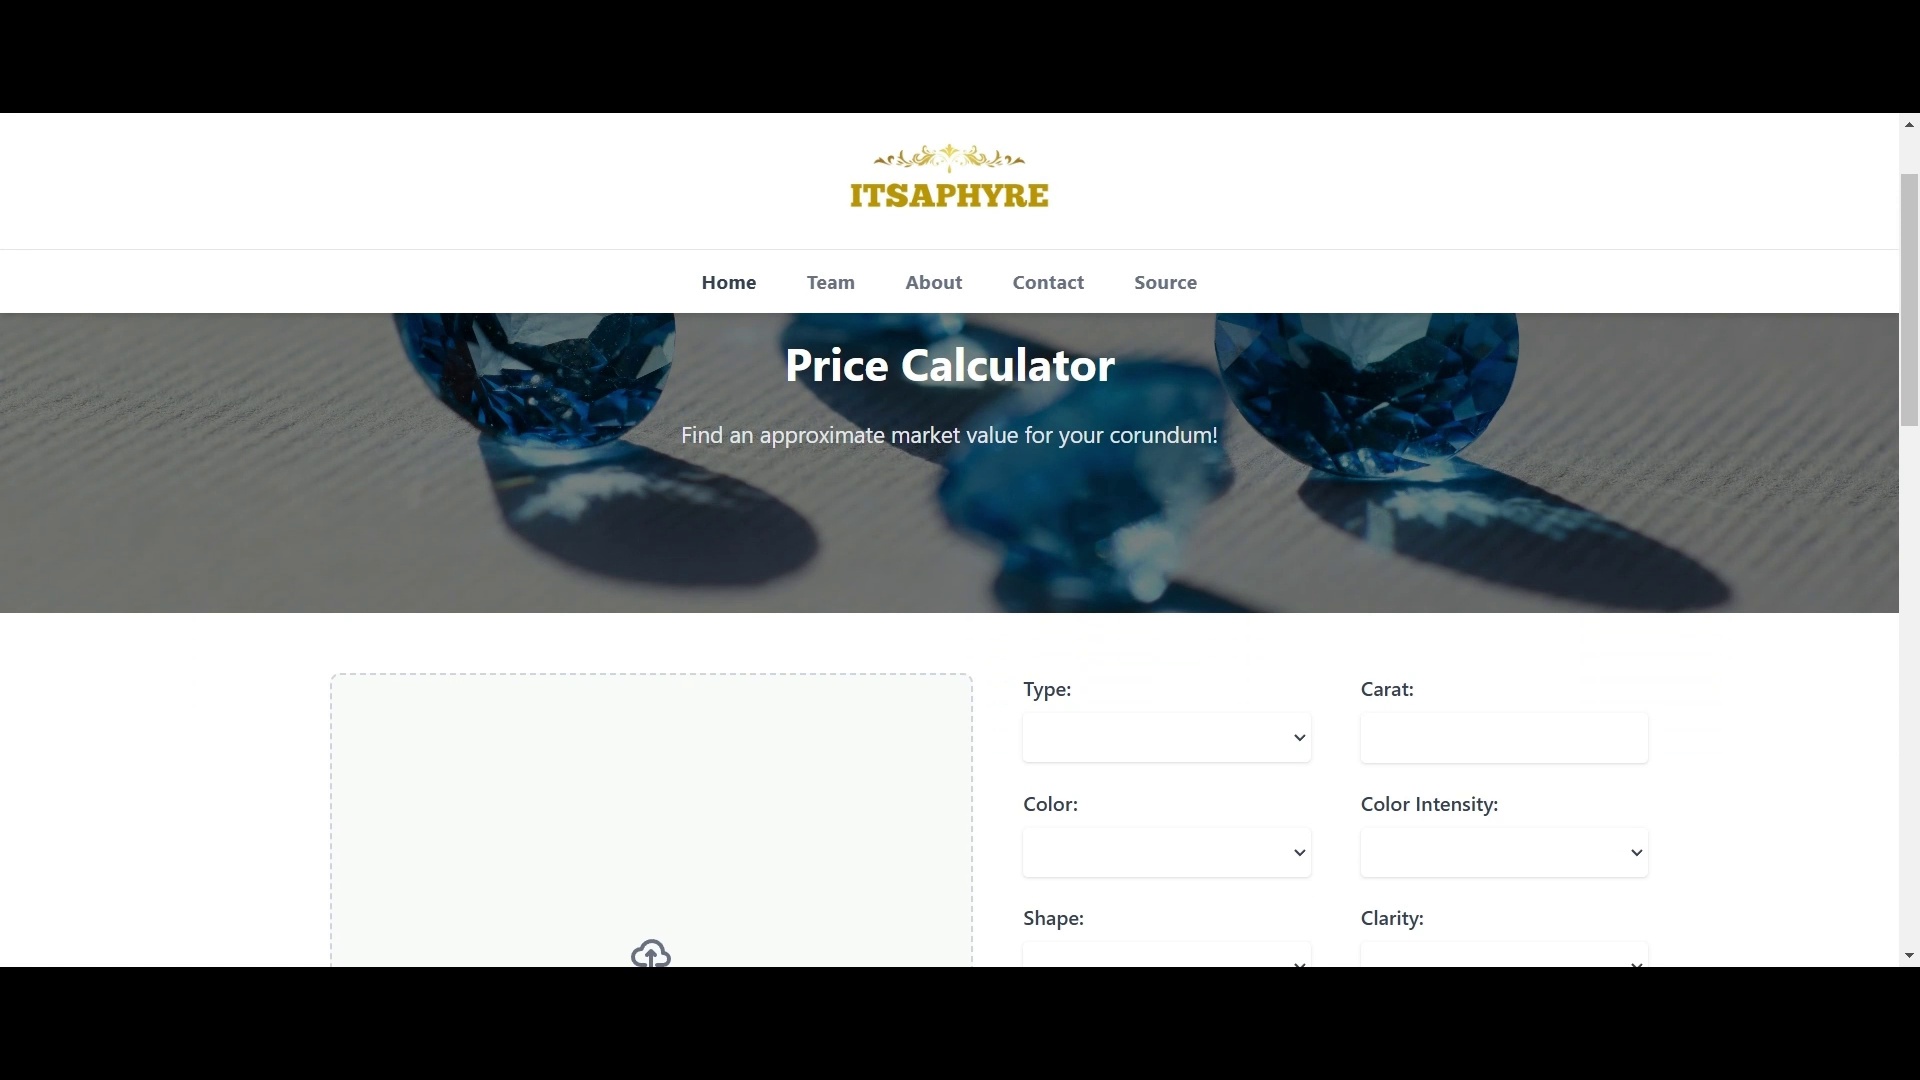 ITSAPHYRE
Home Team About Contact Source
Price Calculator
Find an approximate market value for your corundum!
Type: Carat:
Color: Color Intensity:
Shape: Clarity: